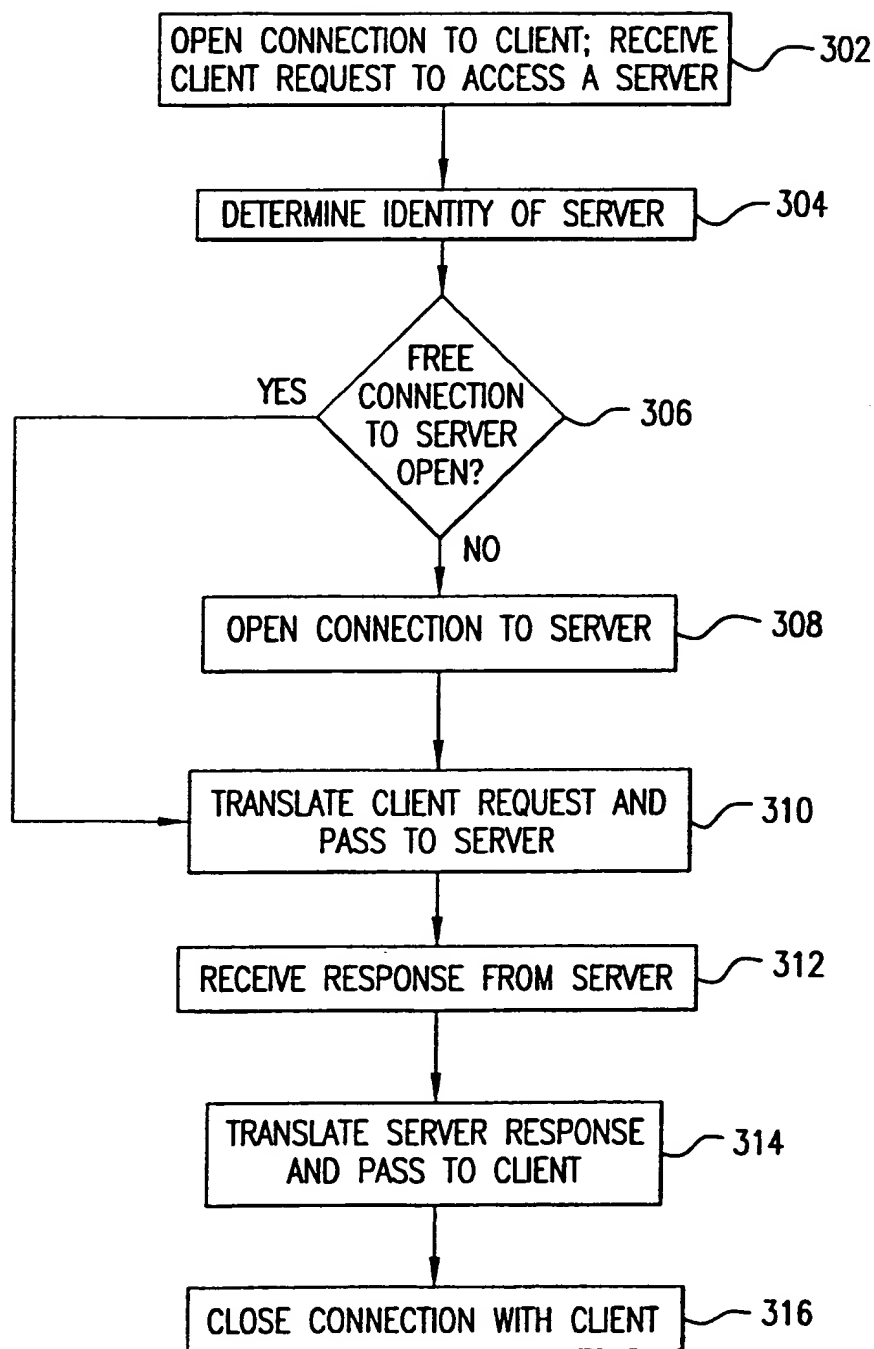 OPEN CONNECTION TO CLIENT; RECEIVE
CLIENT REQUEST TO ACCESS A SERVER
302
DETERMINE IDENTITY OF SERVER
304
FREE
CONNECTION
TO SERVER
OPEN?
306
YES
NO
OPEN CONNECTION TO SERVER
308
TRANSLATE CLIENT REQUEST AND
PASS TO SERVER
310
RECEIVE RESPONSE FROM SERVER
312
TRANSLATE SERVER RESPONSE
AND PASS TO CLIENT
314
CLOSE CONNECTION WITH CLIENT
316